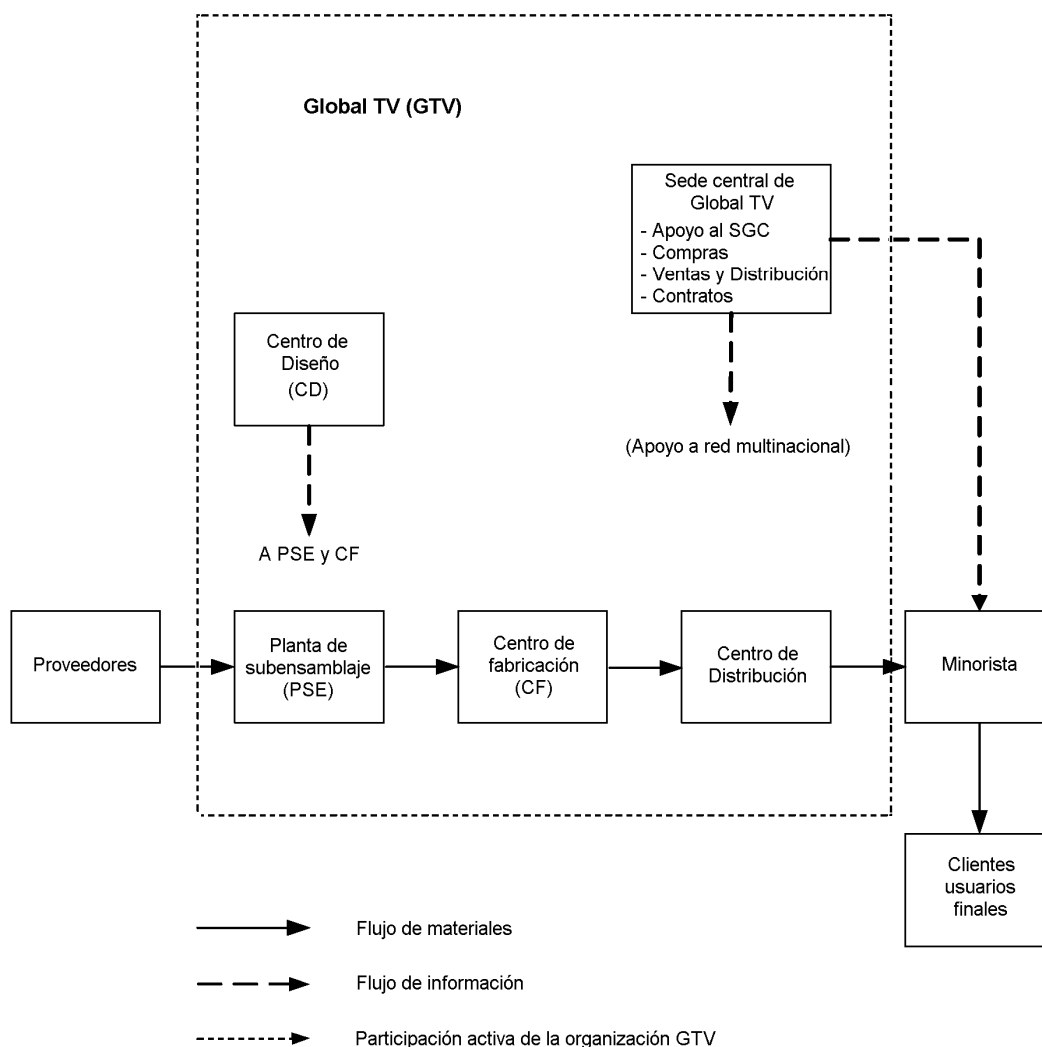 Global TV (GTV)
Sede central de
Global TV
- Apoyo al SGC
- Compras
- Ventas y Distribución
- Contratos
Centro de
Diseño
(CD)
(Apoyo a red multinacional)
A PSE y CF
Proveedores
Planta de
subensamblaje
(PSE)
Centro de
fabricación
(CF)
Centro de
Distribución
Minorista
Clientes
usuarios
finales
Flujo de materiales
Flujo de información
Participación activa de la organización GTV